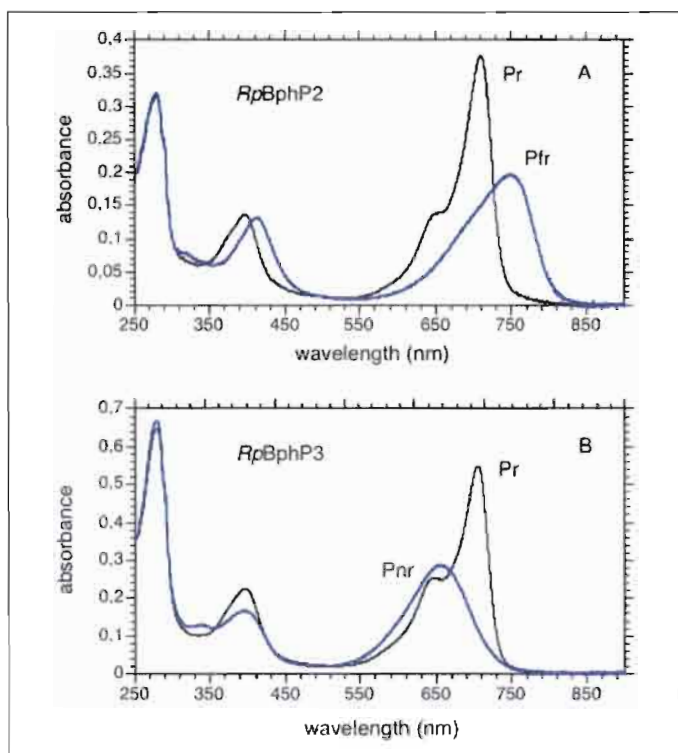 0,4
0,35
0,3
0,25
0,2
0,15
0,1
0,05
0
absorbance
RpBphP2
A
Pr
Pfr
250 350 450 550 650 750 850
wavelength (nm)
0,7
0,6
0,5
0,4
0,3
0,2
0,1
0
absorbance
RpBphP3
B
Pr
Pnr
250 350 450 550 650 750 850
wavelength (nm)